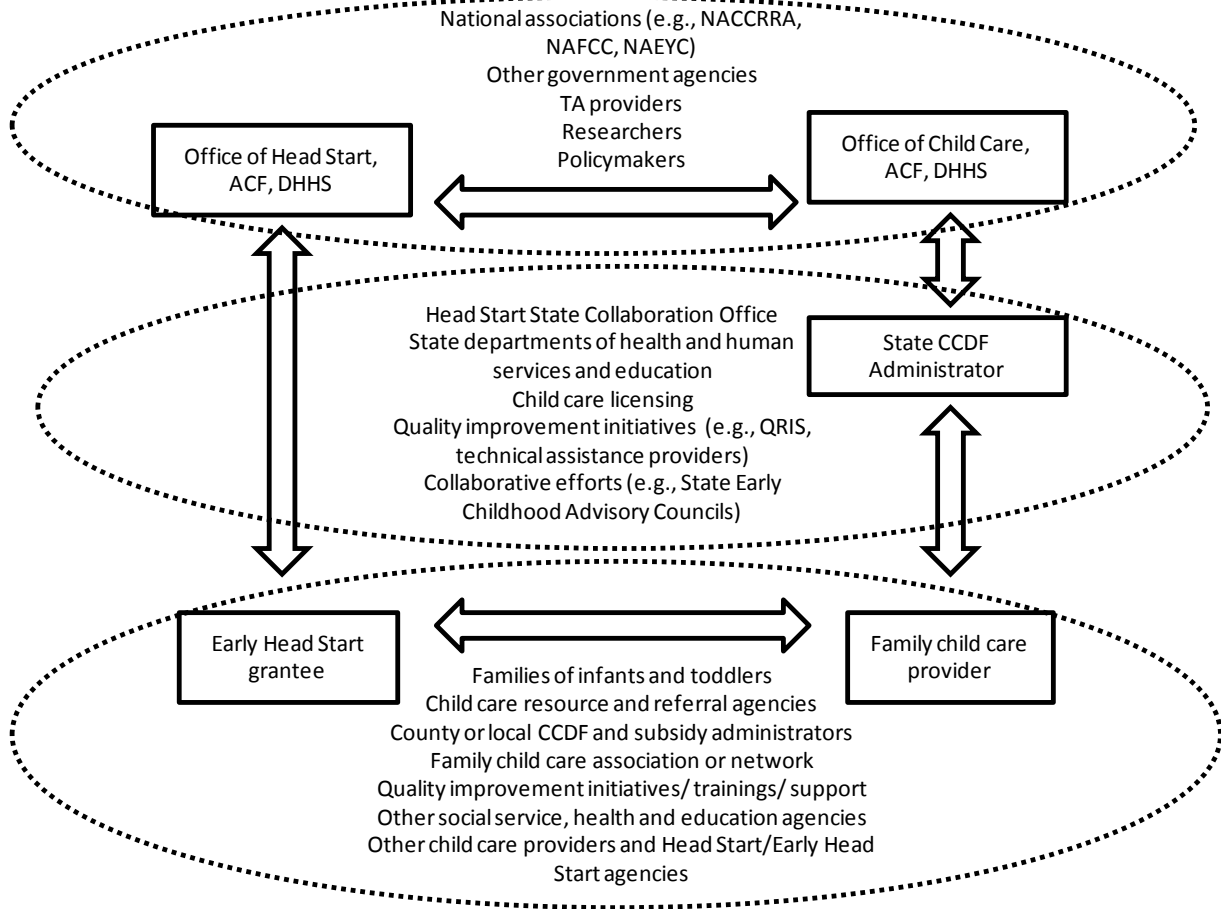 National associations (e.g., NACCRRA,
NAFCC, NAEYC)
Other government agencies
TA providers
Researchers
Policymakers
Office of Head Start,
ACF, DHHS
Office of Child Care,
ACF, DHHS
Head Start State Collaboration Office
State departments of health and human
services and education
Child care licensing
Quality improvement initiatives (e.g., QRIS,
technical assistance providers)
Collaborative efforts (e.g., State Early
Childhood Advisory Councils)
State CCDF
Administrator
Early Head Start
grantee
Family child care
provider
Families of infants and toddlers
Child care resource and referral agencies
County or local CCDF and subsidy administrators
Family child care association or network
Quality improvement initiatives/ trainings/ support
Other social service, health and education agencies
Other child care providers and Head Start/Early Head
Start agencies